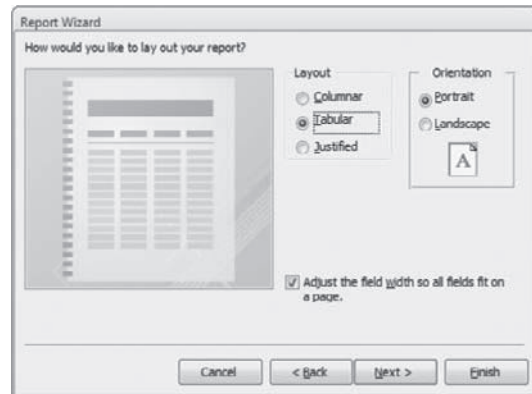 Report Wizard
How would you like to lay out your report?
Layout
Columnar
Tabular
Justified
Orientation
Portrait
Landscape
A
Adjust the field width so all fields fit on
a page.
Cancel
< Back
Next >
Finish